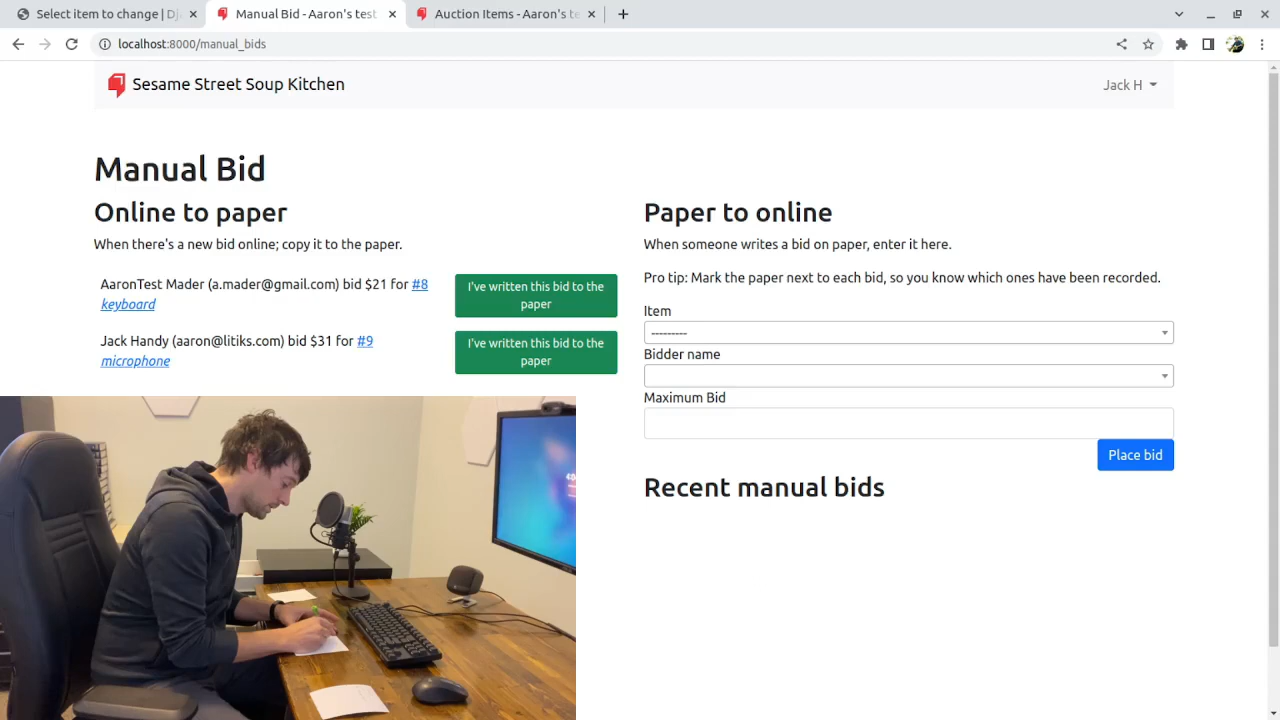 Select item to change | Dj
Manual Bid - Aaron's test
Auction Items - Aaron's te
localhost:8000/manual_bids
Sesame Street Soup Kitchen
Jack H
Manual Bid
Online to paper
When there's a new bid online; copy it to the paper.
AaronTest Mader (a.mader@gmail.com) bid $21 for #8
keyboard
I've written this bid to the
paper
Jack Handy (aaron@litiks.com) bid $31 for #9
microphone
I've written this bid to the
paper
Paper to online
When someone writes a bid on paper, enter it here.
Pro tip: Mark the paper next to each bid, so you know which ones have been recorded.
Item
---------
Bidder name
Maximum Bid
Place bid
Recent manual bids